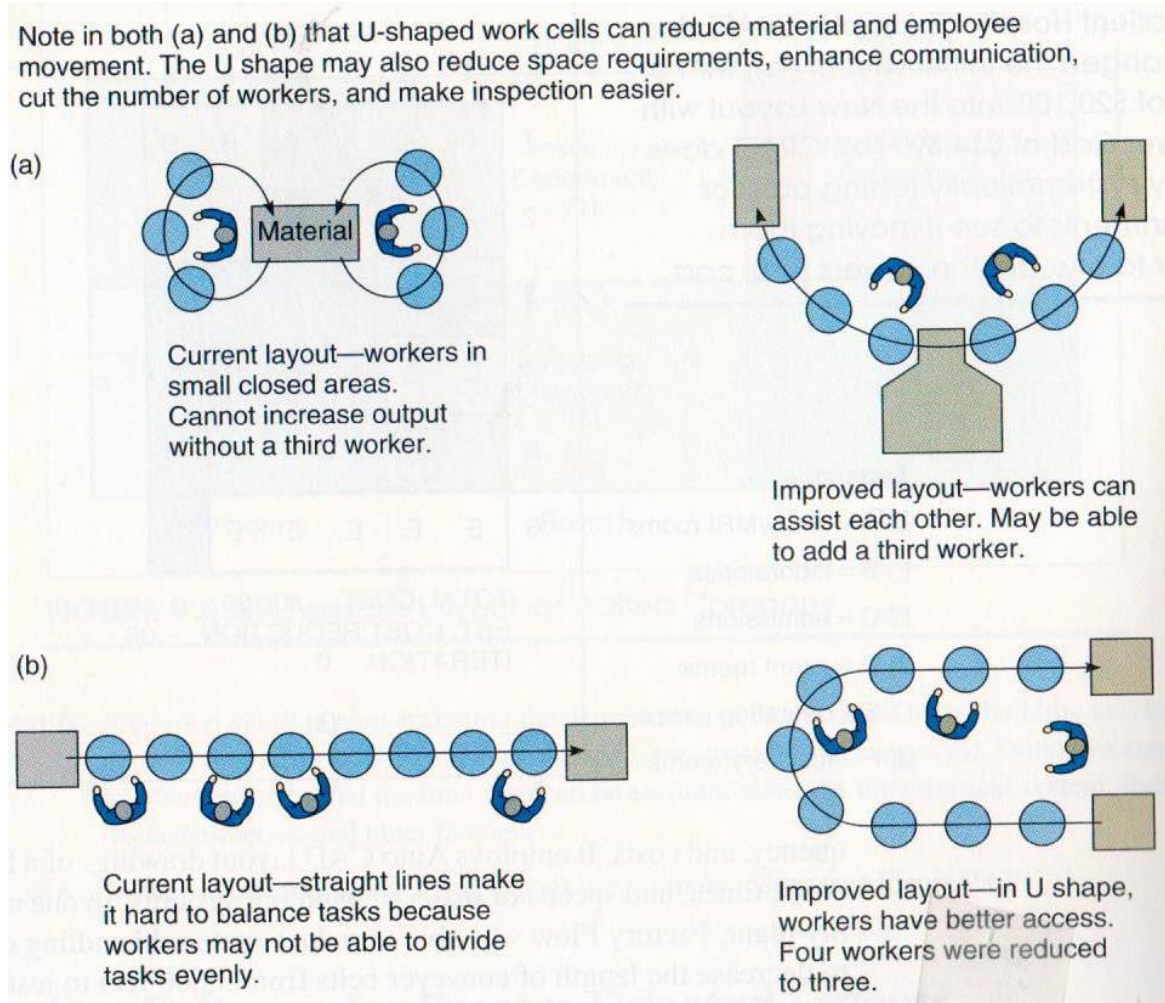 Note in both (a) and (b) that U-shaped work cells can reduce material and employee
movement. The U shape may also reduce space requirements, enhance communication,
cut the number of workers, and make inspection easier.
(a)
Material
Current layout—workers in
small closed areas.
Cannot increase output
without a third worker.
Improved layout—workers can
assist each other. May be able
to add a third worker.
(b)
Current layout—straight lines make
it hard to balance tasks because
workers may not be able to divide
tasks evenly.
Improved layout—in U shape,
workers have better access.
Four workers were reduced
to three.